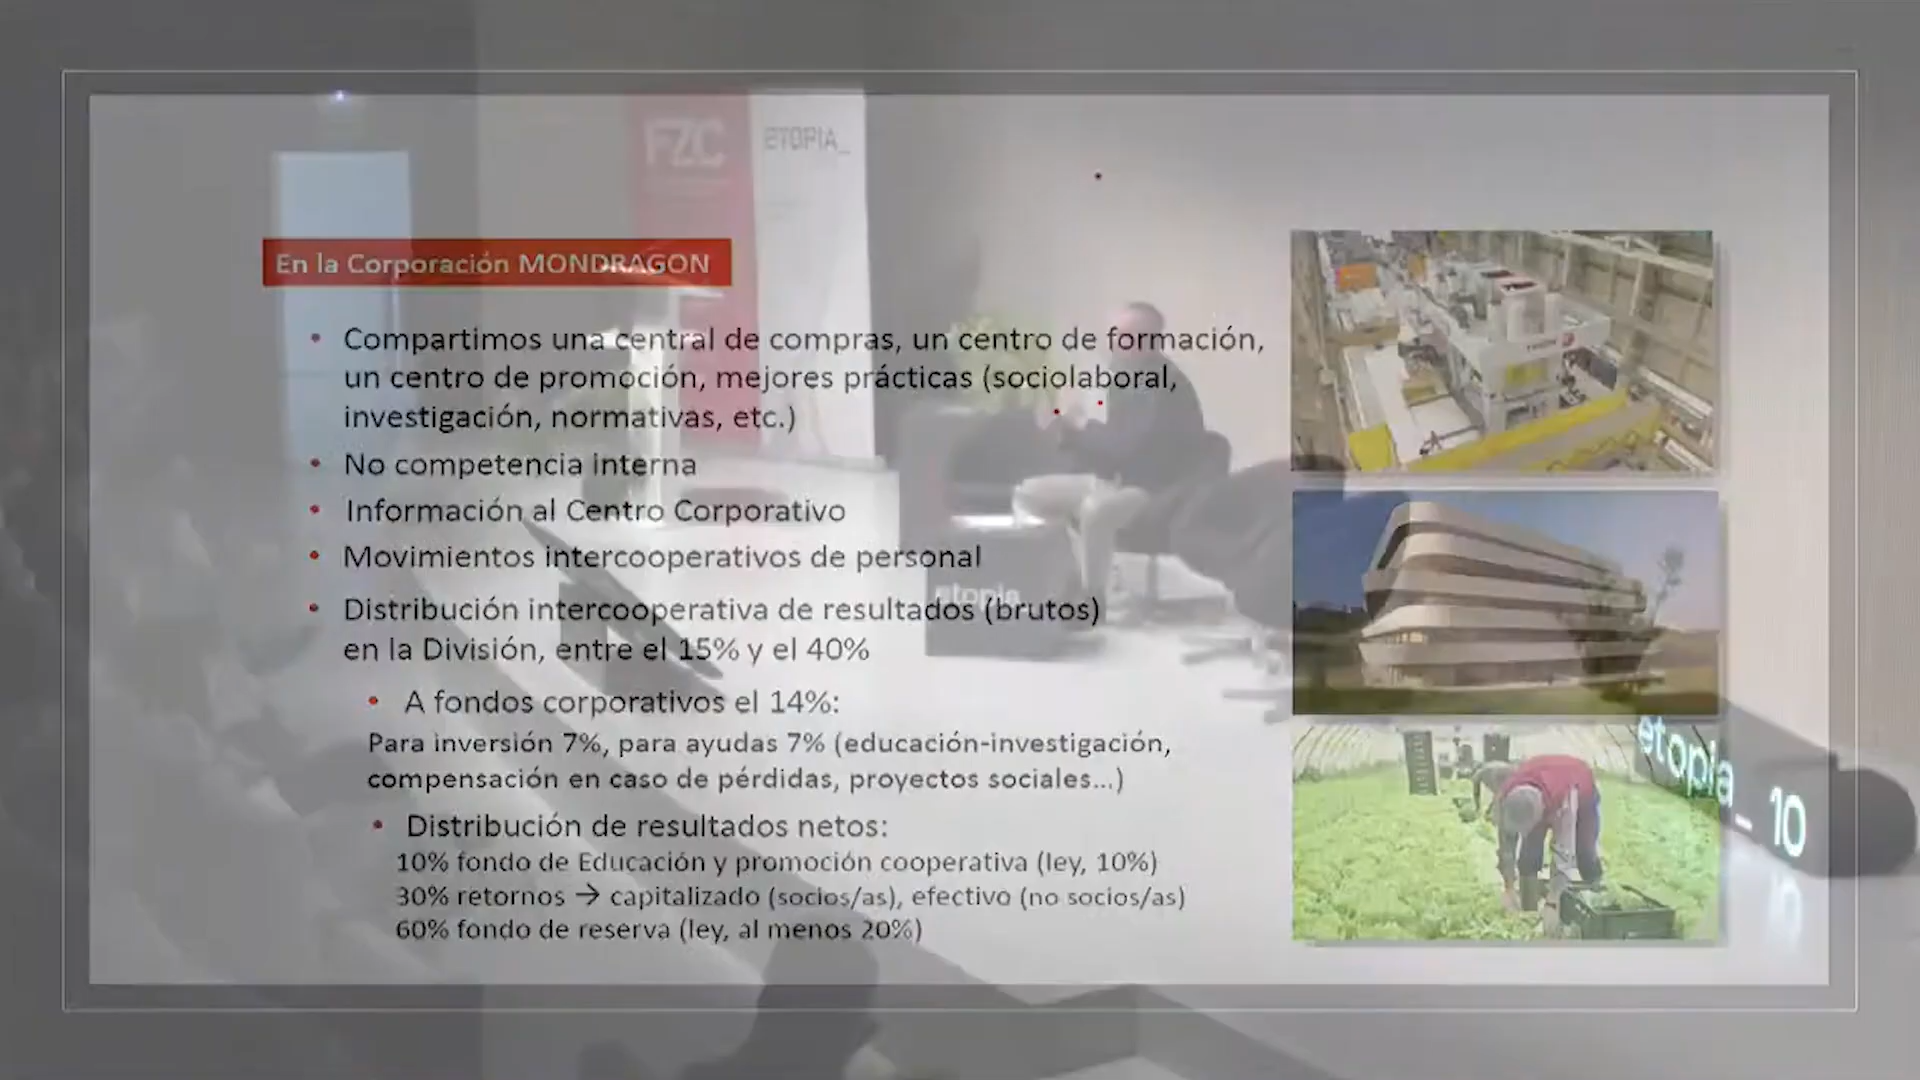 FZC
ETOPIA_
En la Corporación MONDRAGON
• Compartimos una central de compras, un centro de formación,
un centro de promoción, mejores prácticas (sociolaboral,
investigación, normativas, etc.)
• No competencia interna
• Información al Centro Corporativo
• Movimientos intercooperativos de personal
etopia
• Distribución intercooperativa de resultados (brutos)
en la División, entre el 15% y el 40%
• A fondos corporativos el 14%:
Para inversión 7%, para ayudas 7% (educación-investigación,
compensación en caso de pérdidas, proyectos sociales...)
• Distribución de resultados netos:
10% fondo de Educación y promoción cooperativa (ley, 10%)
30% retornos → capitalizado (socios/as), efectivo (no socios/as)
60% fondo de reserva (ley, al menos 20%)
etopia_ 10